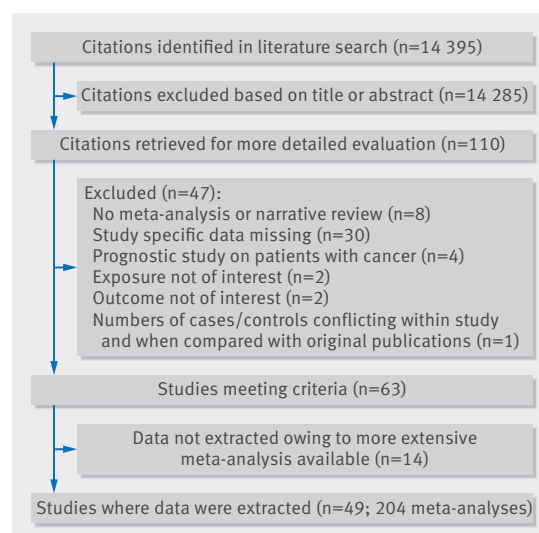 Citations identified in literature search (n=14 395)
Citations excluded based on title or abstract (n=14 285)
Citations retrieved for more detailed evaluation (n=110)
Excluded (n=47):
No meta-analysis or narrative review (n=8)
Study specific data missing (n=30)
Prognostic study on patients with cancer (n=4)
Exposure not of interest (n=2)
Outcome not of interest (n=2)
Numbers of cases/controls conflicting within study
and when compared with original publications (n=1)
Studies meeting criteria (n=63)
Data not extracted owing to more extensive
meta-analysis available (n=14)
Studies where data were extracted (n=49; 204 meta-analyses)